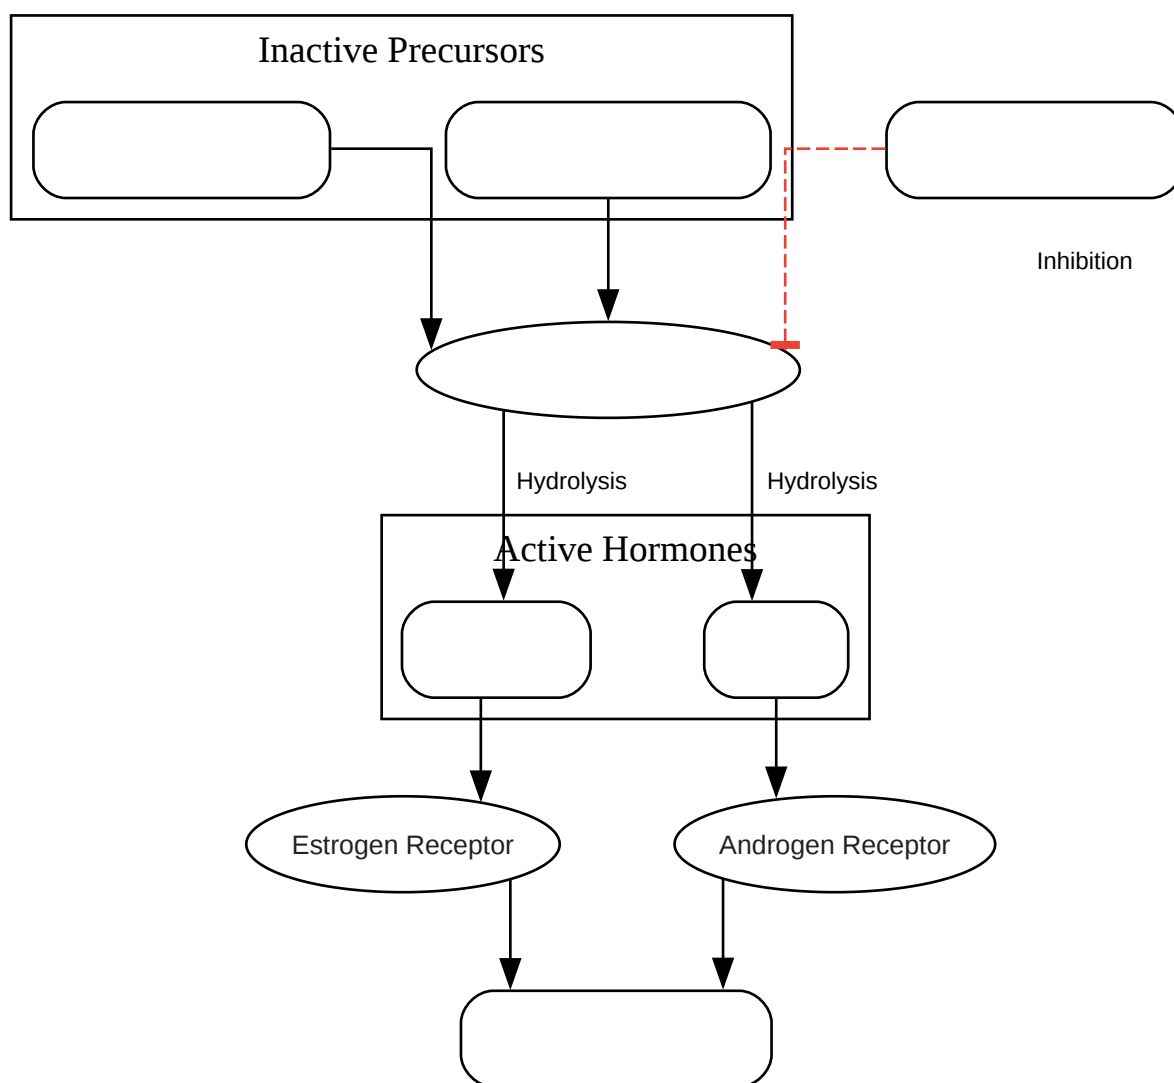 Inactive Precursors
Inhibition
Hydrolysis
Hydrolysis
Active Hormones
Estrogen Receptor
Androgen Receptor